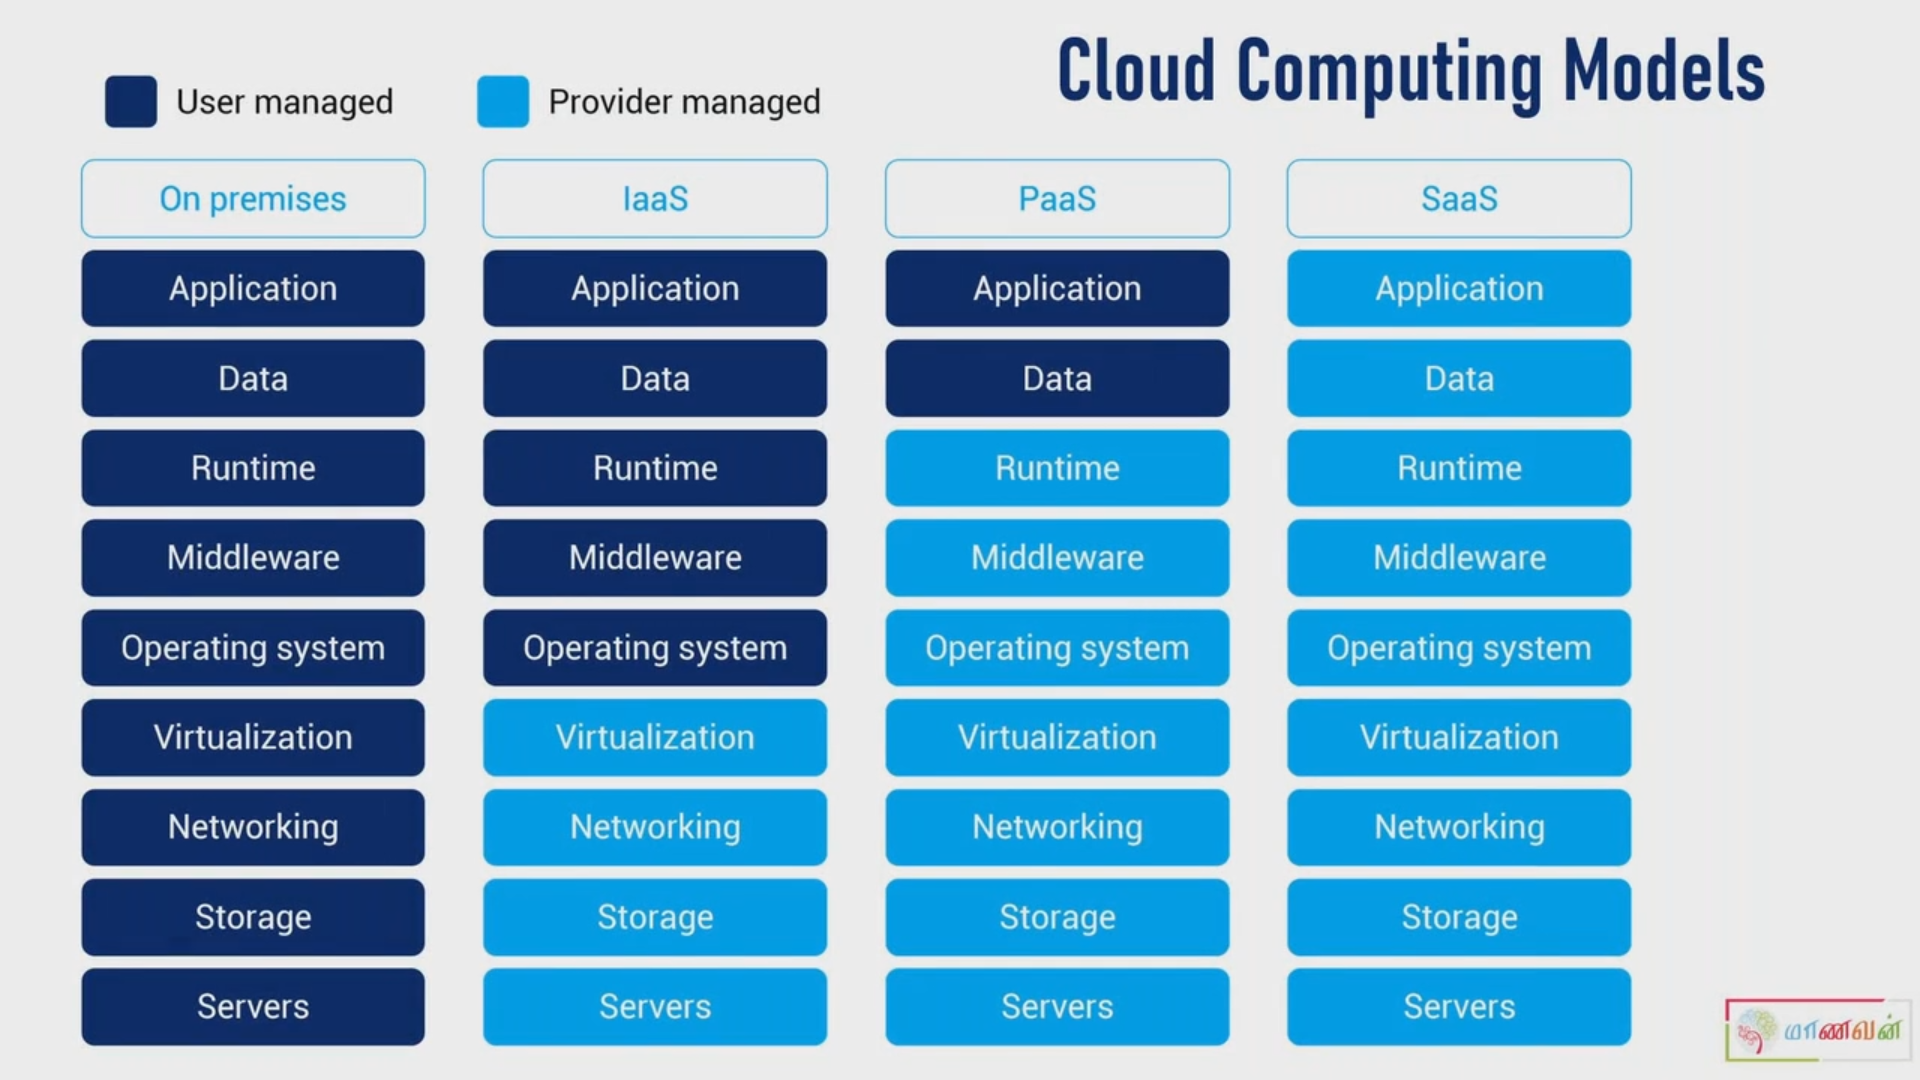 Cloud Computing Models
User managed
Provider managed
On premises
Application
Data
Runtime
Middleware
Operating system
Virtualization
Networking
Storage
Servers
IaaS
Application
Data
Runtime
Middleware
Operating system
Virtualization
Networking
Storage
Servers
PaaS
Application
Data
Runtime
Middleware
Operating system
Virtualization
Networking
Storage
Servers
SaaS
Application
Data
Runtime
Middleware
Operating system
Virtualization
Networking
Storage
Servers
மாணவன்